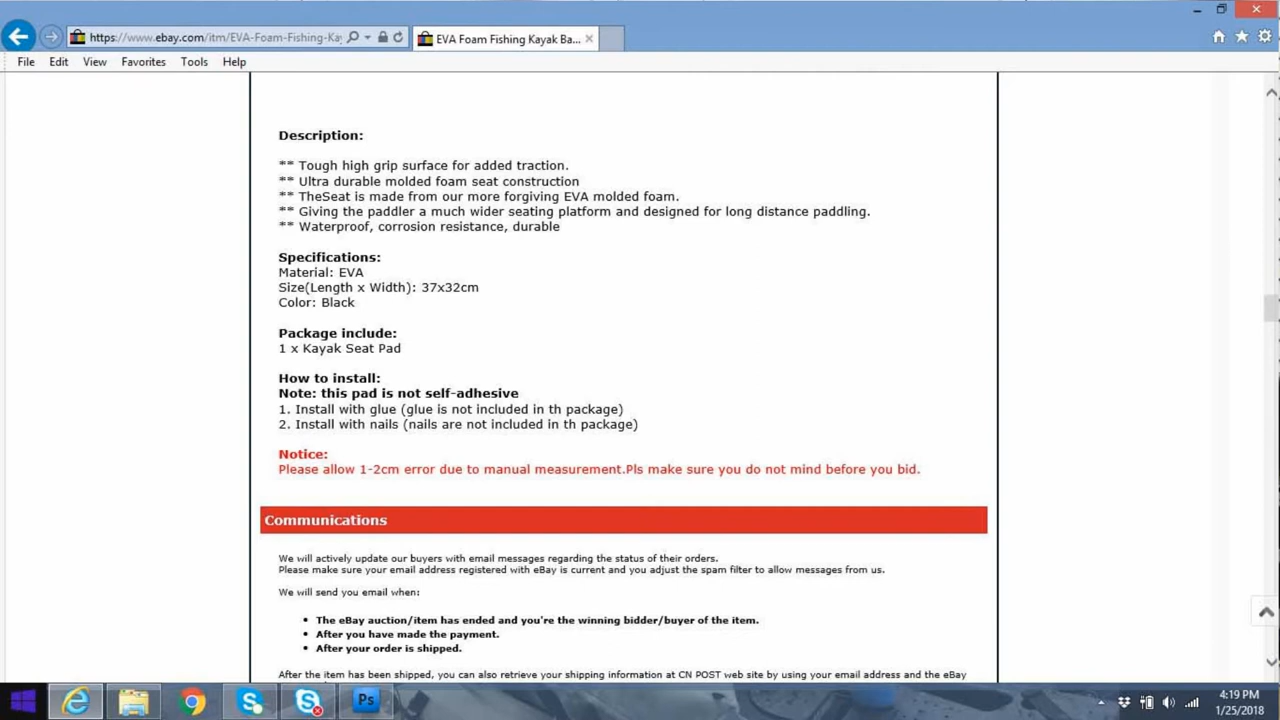 https://www.ebay.com/itm/EVA-Foam-Fishing-Ka
EVA Foam Fishing Kayak Ba...
File Edit View Favorites Tools Help
Description:
** Tough high grip surface for added traction.
** Ultra durable molded foam seat construction
** TheSeat is made from our more forgiving EVA molded foam.
** Giving the paddler a much wider seating platform and designed for long distance paddling.
** Waterproof, corrosion resistance, durable
Specifications:
Material: EVA
Size(Length x Width): 37x32cm
Color: Black
Package include:
1 x Kayak Seat Pad
How to install:
Note: this pad is not self-adhesive
1. Install with glue (glue is not included in th package)
2. Install with nails (nails are not included in th package)
Notice:
Please allow 1-2cm error due to manual measurement.Pls make sure you do not mind before you bid.
Communications
We will actively update our buyers with email messages regarding the status of their orders.
Please make sure your email address registered with eBay is current and you adjust the spam filter to allow messages from us.
We will send you email when:
• The eBay auction/item has ended and you're the winning bidder/buyer of the item.
• After you have made the payment.
• After your order is shipped.
After the item has been shipped, you can also retrieve your shipping information at CN POST web site by using your email address and the eBay
Ps
4:19 PM
1/25/2018